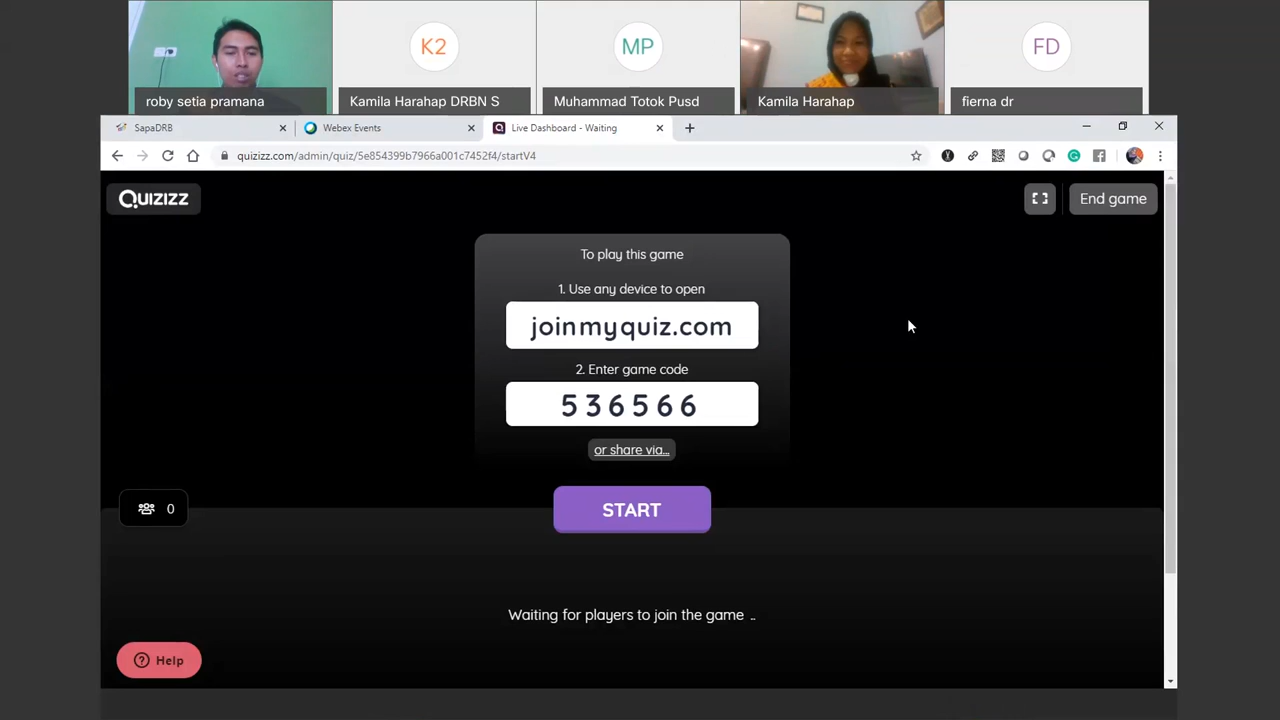 K2
MP
FD
roby setia pramana
Kamila Harahap DRBN S
Muhammad Totok Pusd
Kamila Harahap
fierna dr
SapaDRB
Webex Events
Live Dashboard - Waiting
quizizz.com/admin/quiz/5e854399b7966a001c7452f4/startV4
QUIZIZZ
End game
To play this game
1. Use any device to open
joinmyquiz.com
2. Enter game code
536566
or share via...
0
START
Waiting for players to join the game ..
Help